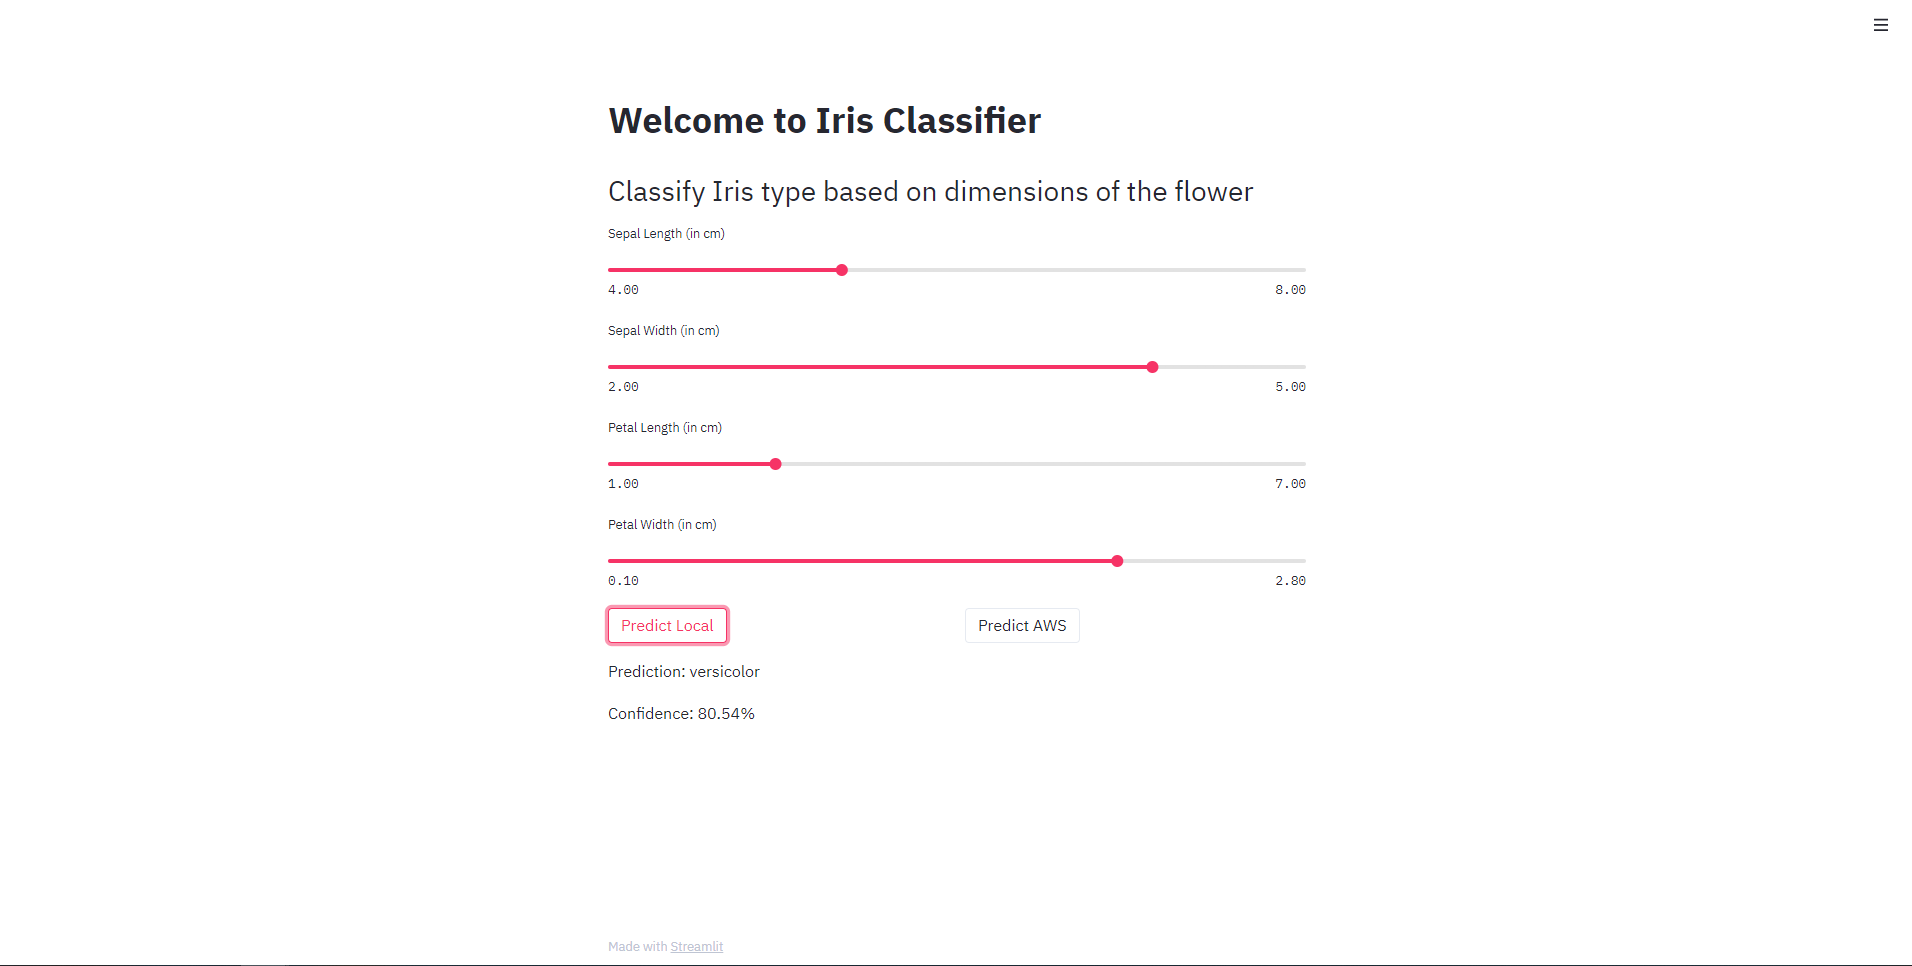 Welcome to Iris Classifier
Classify Iris type based on dimensions of the flower
Sepal Length (in cm)
4.00 8.00
Sepal Width (in cm)
2.00 5.00
Petal Length (in cm)
1.00 7.00
Petal Width (in cm)
0.10 2.80
Predict Local Predict AWS
Prediction: versicolor
Confidence: 80.54%
Made with Streamlit